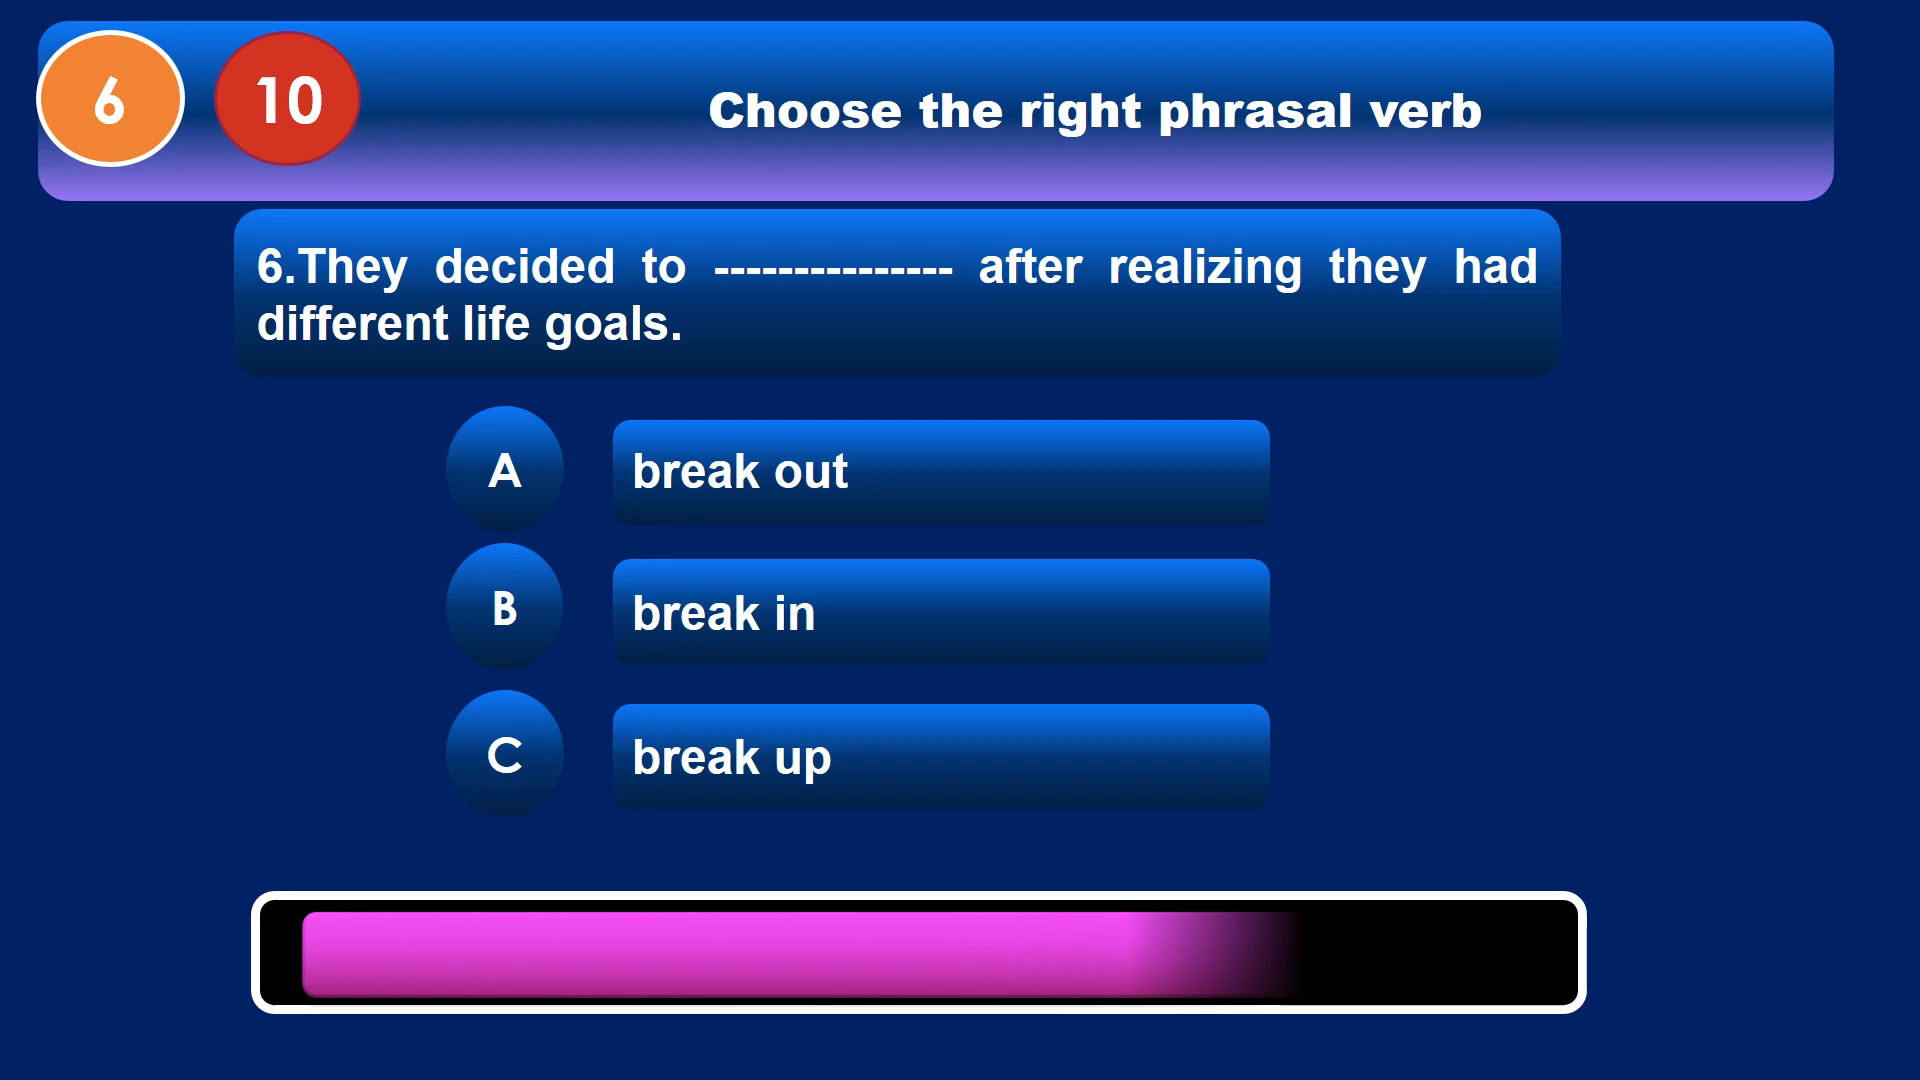 6
10
Choose the right phrasal verb
6.They decided to --------------- after realizing they had
different life goals.
A
break out
B
break in
C
break up